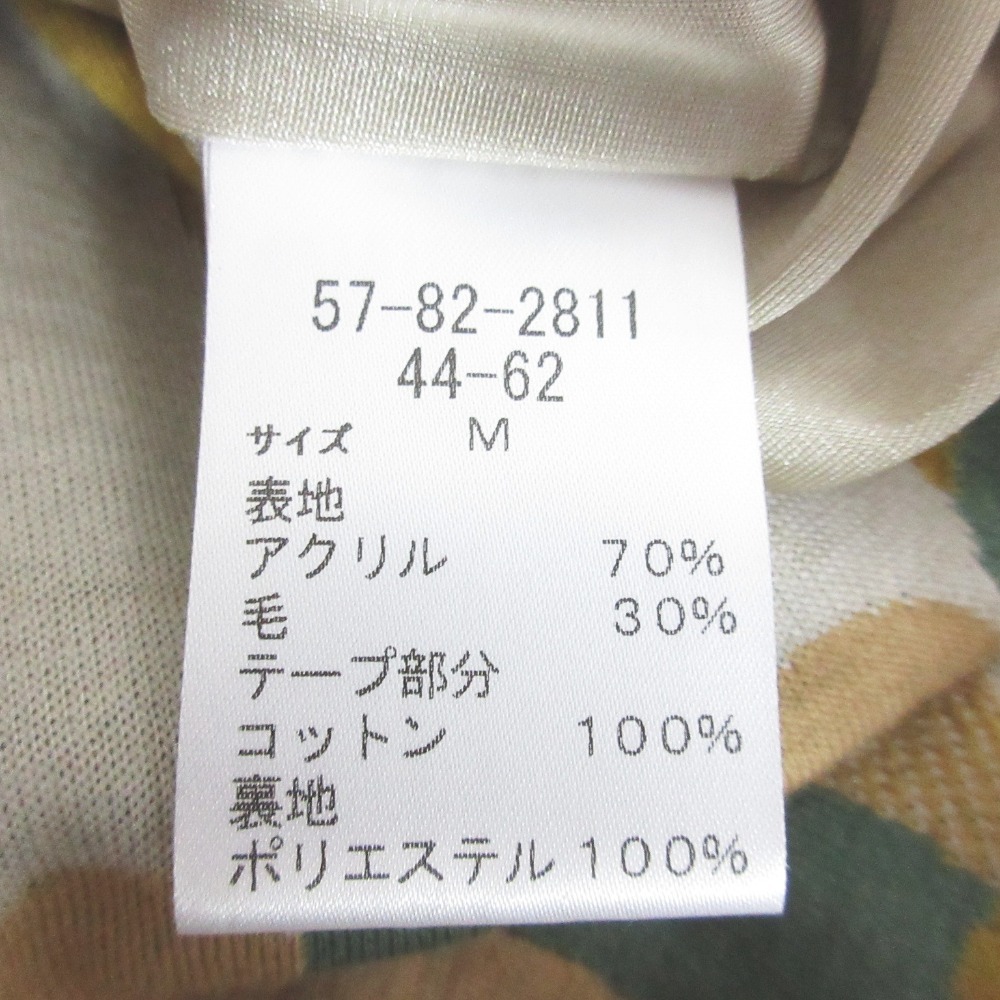 57-82-2811
44-62
サイズ M
表地
アクリル 70%
毛 30%
テープ部分
コットン 100%
裏地
ポリエステル 100%